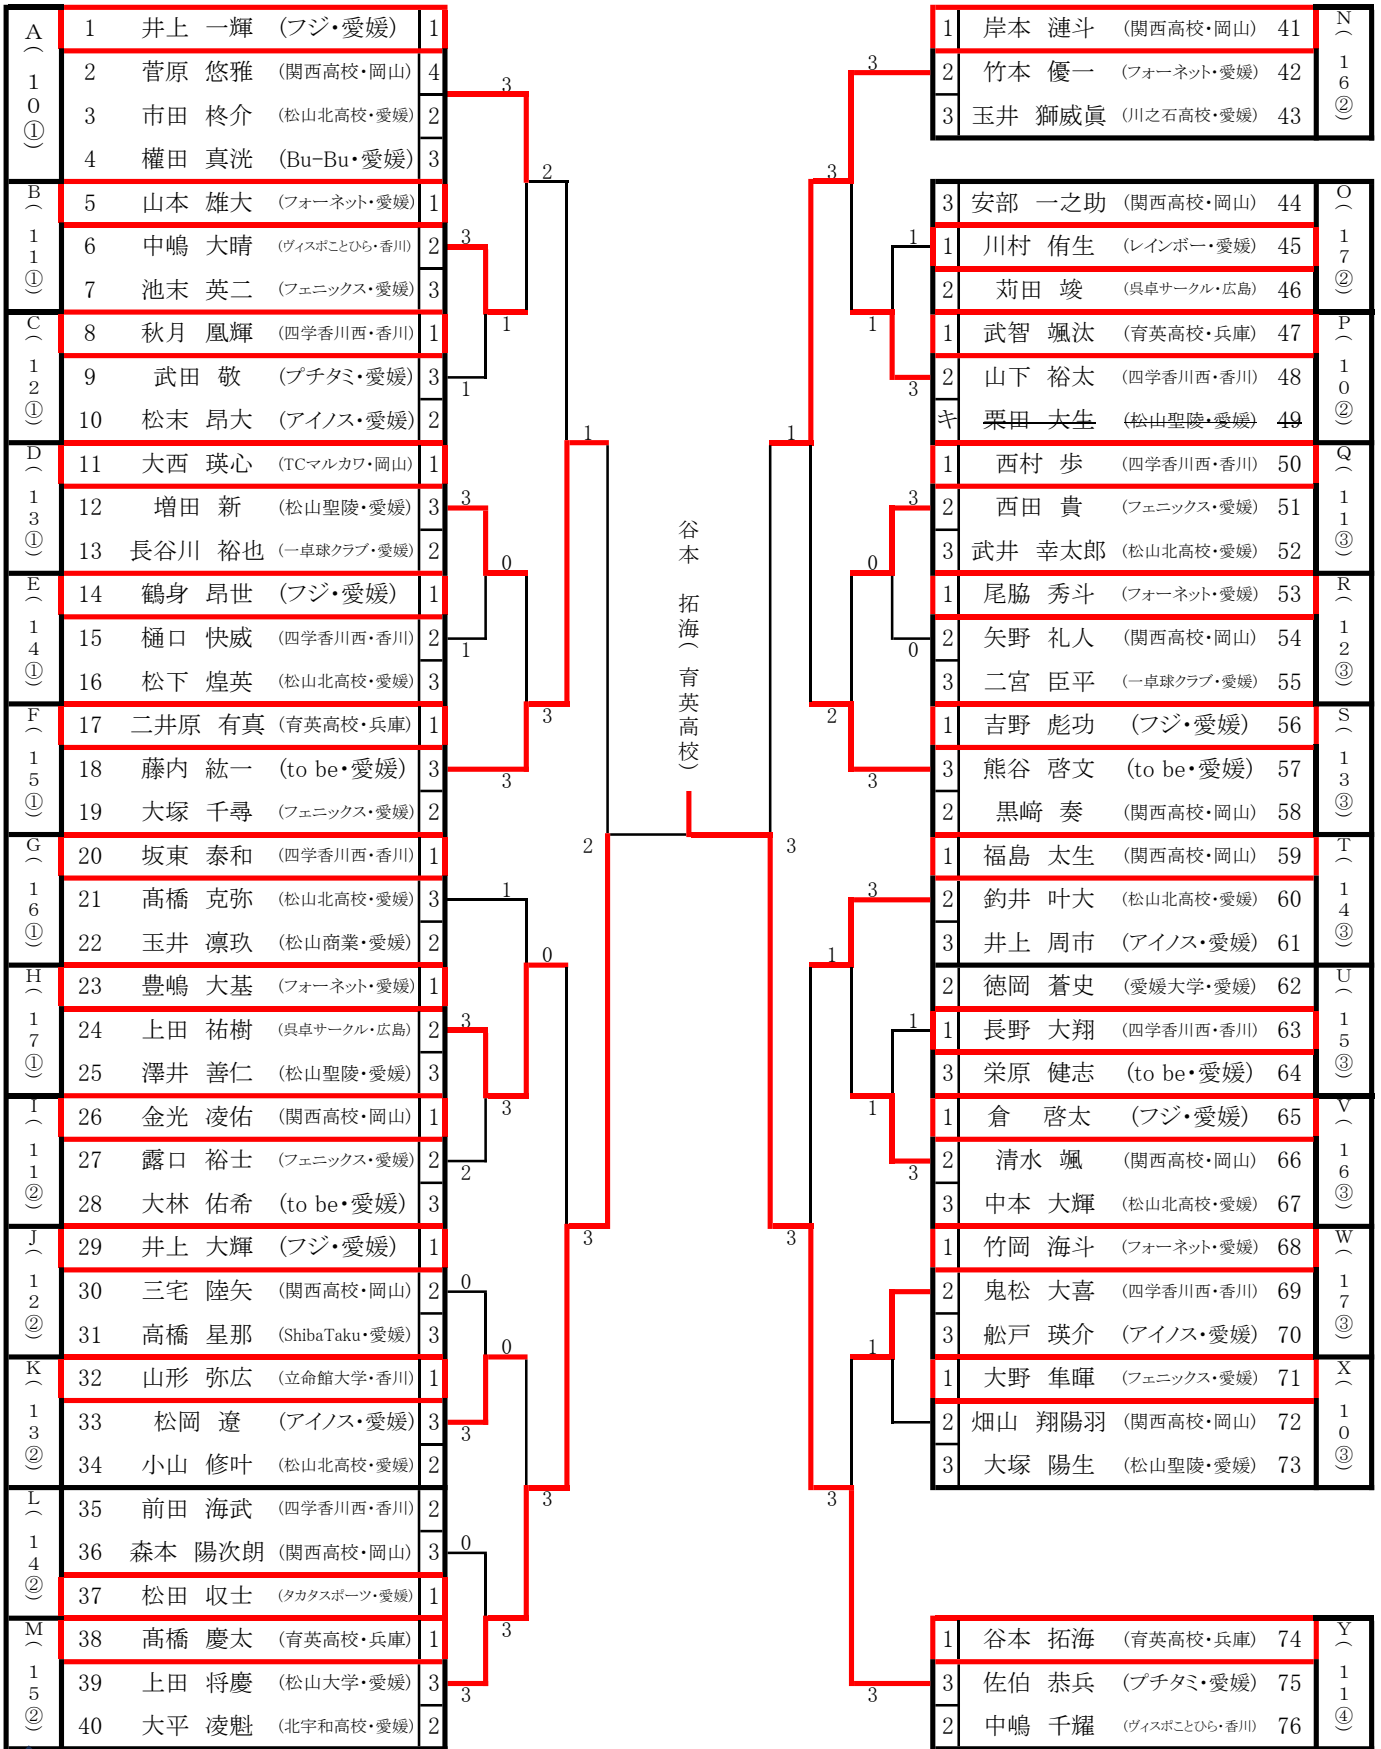 A（10①）
1 井上 一輝 (フジ・愛媛) 1
2 菅原 悠雅 (関西高校・岡山) 4
3 市田 柊介 (松山北高校・愛媛) 2
4 權田 真洸 (Bu-Bu・愛媛) 3
B（11①）
5 山本 雄大 (フォーネット・愛媛) 1
6 中嶋 大晴 (ヴィスポことひら・香川) 2
7 池末 英二 (フェニックス・愛媛) 3
C（12①）
8 秋月 凰輝 (四学香川西・香川) 1
9 武田 敬 (プチタミ・愛媛) 3
10 松末 昂大 (アイノス・愛媛) 2
D（13①）
11 大西 瑛心 (TCマルカワ・岡山) 1
12 増田 新 (松山聖陵・愛媛) 3
13 長谷川 裕也 (一卓球クラブ・愛媛) 2
E（14①）
14 鶴身 昂世 (フジ・愛媛) 1
15 樋口 快威 (四学香川西・香川) 2
16 松下 煌英 (松山北高校・愛媛) 3
F（15①）
17 二井原 有真 (育英高校・兵庫) 1
18 藤内 紘一 (to be・愛媛) 3
19 大塚 千尋 (フェニックス・愛媛) 2
G（16①）
20 坂東 泰和 (四学香川西・香川) 1
21 髙橋 克弥 (松山北高校・愛媛) 3
22 玉井 凛玖 (松山商業・愛媛) 2
H（17①）
23 豊嶋 大基 (フォーネット・愛媛) 1
24 上田 祐樹 (呉卓サークル・広島) 2
25 澤井 善仁 (松山聖陵・愛媛) 3
I（11②）
26 金光 凌佑 (関西高校・岡山) 1
27 露口 裕士 (フェニックス・愛媛) 2
28 大林 佑希 (to be・愛媛) 3
J（12②）
29 井上 大輝 (フジ・愛媛) 1
30 三宅 陸矢 (関西高校・岡山) 2
31 高橋 星那 (ShibaTaku・愛媛) 3
K（13②）
32 山形 弥広 (立命館大学・香川) 1
33 松岡 遼 (アイノス・愛媛) 3
34 小山 修叶 (松山北高校・愛媛) 2
L（14②）
35 前田 海武 (四学香川西・香川) 2
36 森本 陽次朗 (関西高校・岡山) 3
37 松田 収士 (タカタスポーツ・愛媛) 1
M（15②）
38 髙橋 慶太 (育英高校・兵庫) 1
39 上田 将慶 (松山大学・愛媛) 3
40 大平 凌魁 (北宇和高校・愛媛) 2
3
2
3
1
1
1
3
0
1
3
3
2
1
0
3
3
2
3
0
0
3
3
0
3
3
谷本 拓海（育英高校）
3
3
1
1
3
1
3
0
0
2
3
3
3
1
1
1
3
3
1
3
3
N（16②）
1 岸本 漣斗 (関西高校・岡山) 41
2 竹本 優一 (フォーネット・愛媛) 42
3 玉井 獅威眞 (川之石高校・愛媛) 43
O（17②）
3 安部 一之助 (関西高校・岡山) 44
1 川村 侑生 (レインボー・愛媛) 45
2 苅田 竣 (呉卓サークル・広島) 46
P（10②）
1 武智 颯汰 (育英高校・兵庫) 47
2 山下 裕太 (四学香川西・香川) 48
キ 栗田 大生 (松山聖陵・愛媛) 49
Q（11③）
1 西村 歩 (四学香川西・香川) 50
2 西田 貴 (フェニックス・愛媛) 51
3 武井 幸太郎 (松山北高校・愛媛) 52
R（12③）
1 尾脇 秀斗 (フォーネット・愛媛) 53
2 矢野 礼人 (関西高校・岡山) 54
3 二宮 臣平 (一卓球クラブ・愛媛) 55
S（13③）
1 吉野 彪功 (フジ・愛媛) 56
3 熊谷 啓文 (to be・愛媛) 57
2 黒﨑 奏 (関西高校・岡山) 58
T（14③）
1 福島 太生 (関西高校・岡山) 59
2 釣井 叶大 (松山北高校・愛媛) 60
3 井上 周市 (アイノス・愛媛) 61
U（15③）
2 徳岡 蒼史 (愛媛大学・愛媛) 62
1 長野 大翔 (四学香川西・香川) 63
3 栄原 健志 (to be・愛媛) 64
V（16③）
1 倉 啓太 (フジ・愛媛) 65
2 清水 颯 (関西高校・岡山) 66
3 中本 大輝 (松山北高校・愛媛) 67
W（17③）
1 竹岡 海斗 (フォーネット・愛媛) 68
2 鬼松 大喜 (四学香川西・香川) 69
3 舩戸 瑛介 (アイノス・愛媛) 70
X（10③）
1 大野 隼暉 (フェニックス・愛媛) 71
2 畑山 翔陽羽 (関西高校・岡山) 72
3 大塚 陽生 (松山聖陵・愛媛) 73
Y（11④）
1 谷本 拓海 (育英高校・兵庫) 74
3 佐伯 恭兵 (プチタミ・愛媛) 75
2 中嶋 千耀 (ヴィスポことひら・香川) 76